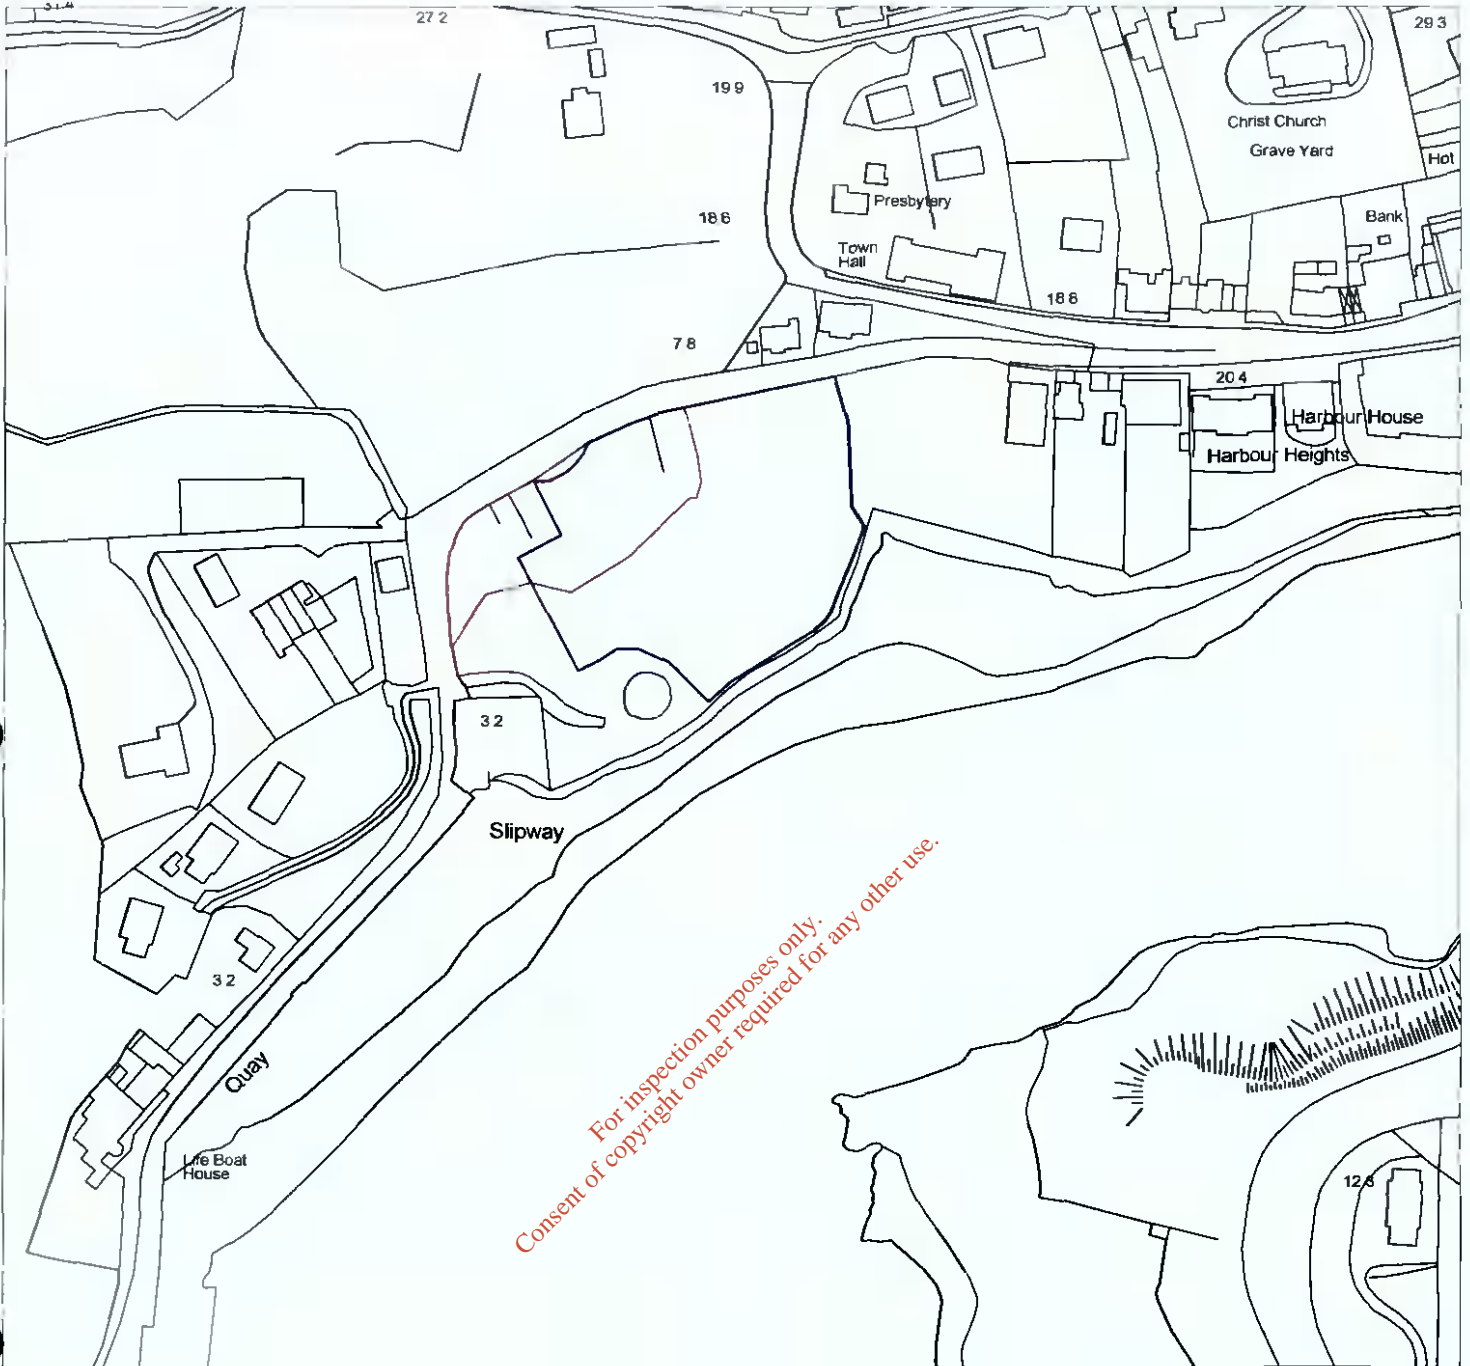 31.4
27 2
29 3
19 9
Christ Church
Grave Yard
Hot
Presbytery
18 6
Bank
Town
Hall
18 8
7 8
20 4
Harbour House
Harbour Heights
3 2
Slipway
3 2
Quay
Life Boat
House
12 8
For inspection purposes only.
Consent of copyright owner required for any other use.